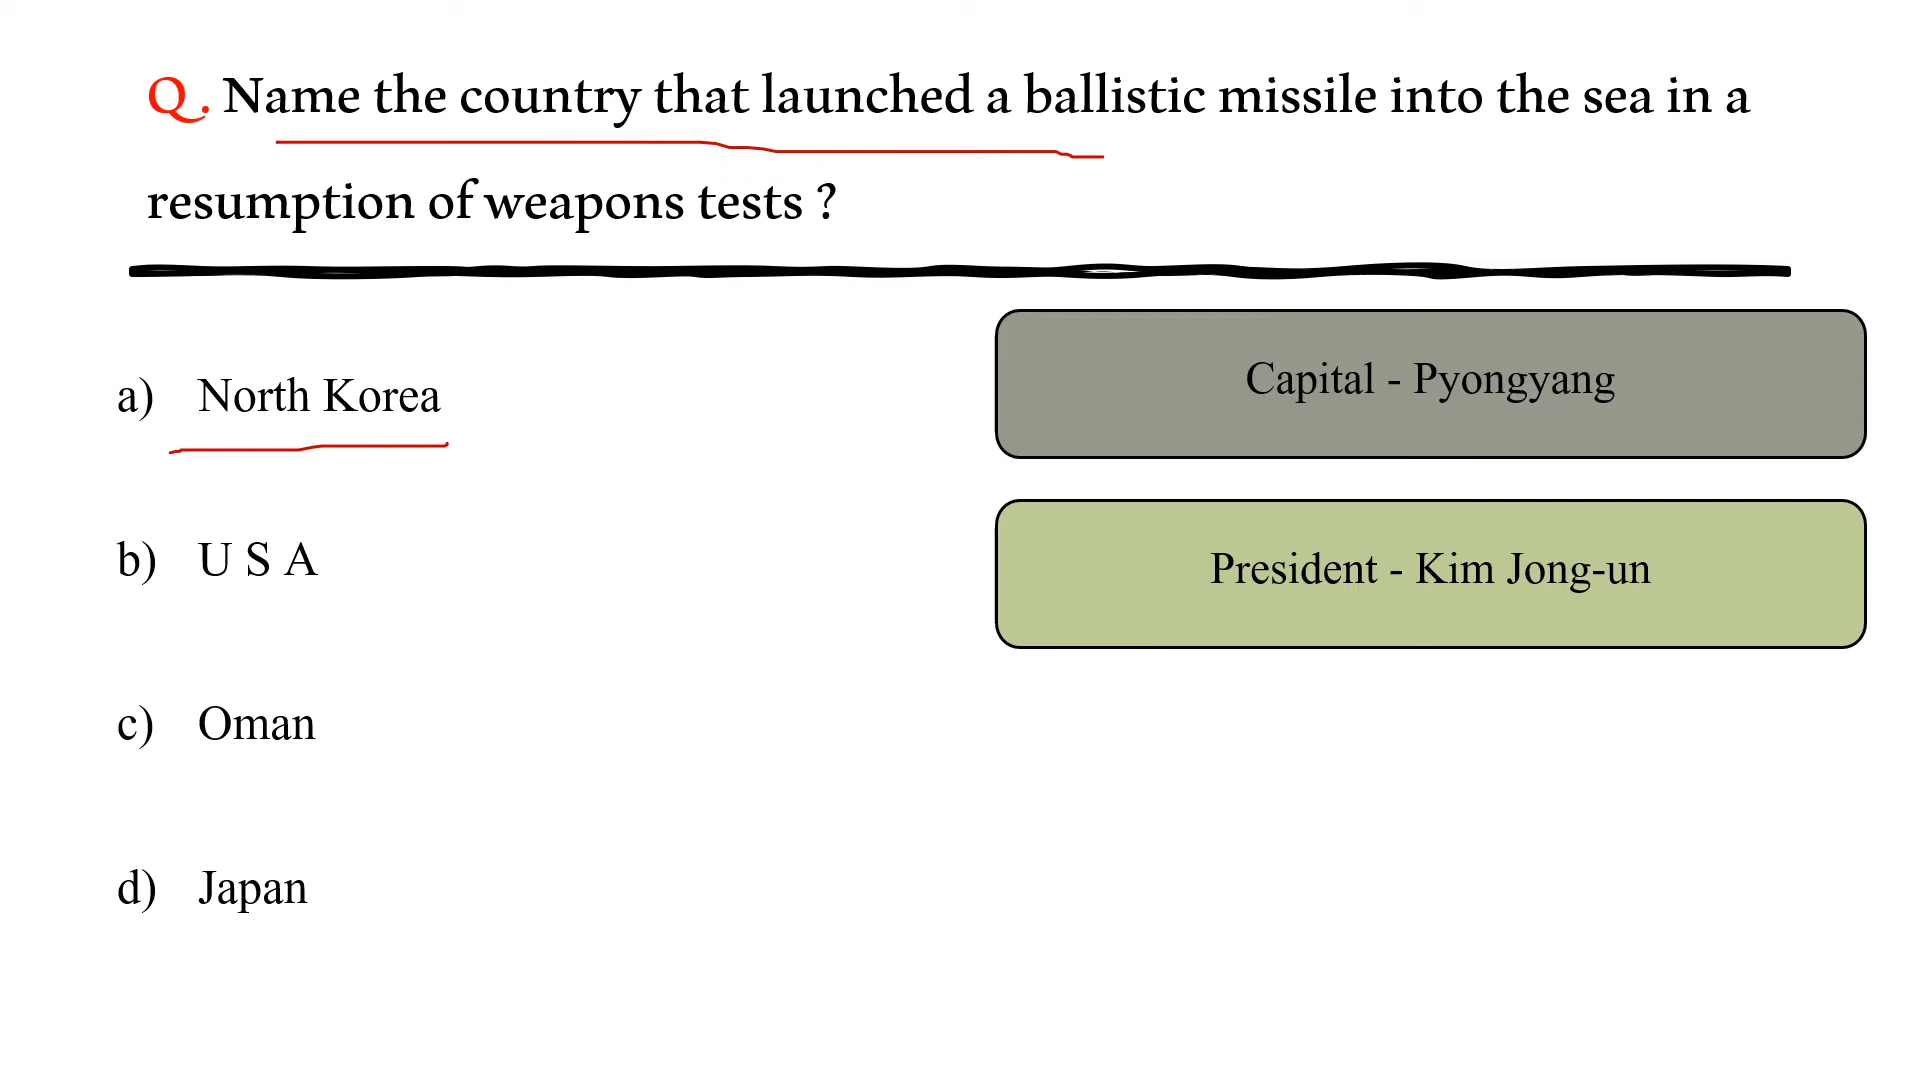 Q. Name the country that launched a ballistic missile into the sea in a
resumption of weapons tests ?
a) North Korea
b) U S A
c) Oman
d) Japan
Capital - Pyongyang
President - Kim Jong-un